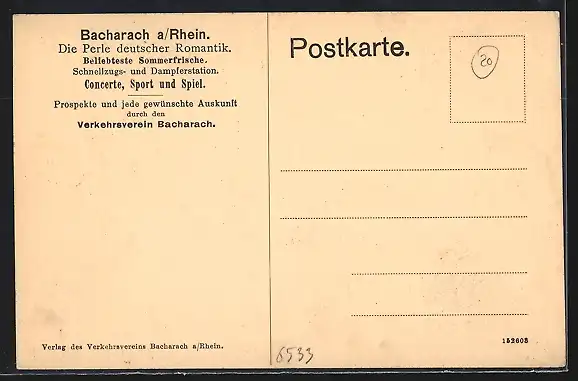 Bacharach a/Rhein.
Die Perle deutscher Romantik.
Beliebteste Sommerfrische.
Schnellzugs- und Dampferstation.
Concerte, Sport und Spiel.
Prospekte und jede gewünschte Auskunft
durch den
Verkehrsverein Bacharach.
Verlag des Verkehrsvereins Bacharach a/Rhein.
Postkarte.
20
152603
6533